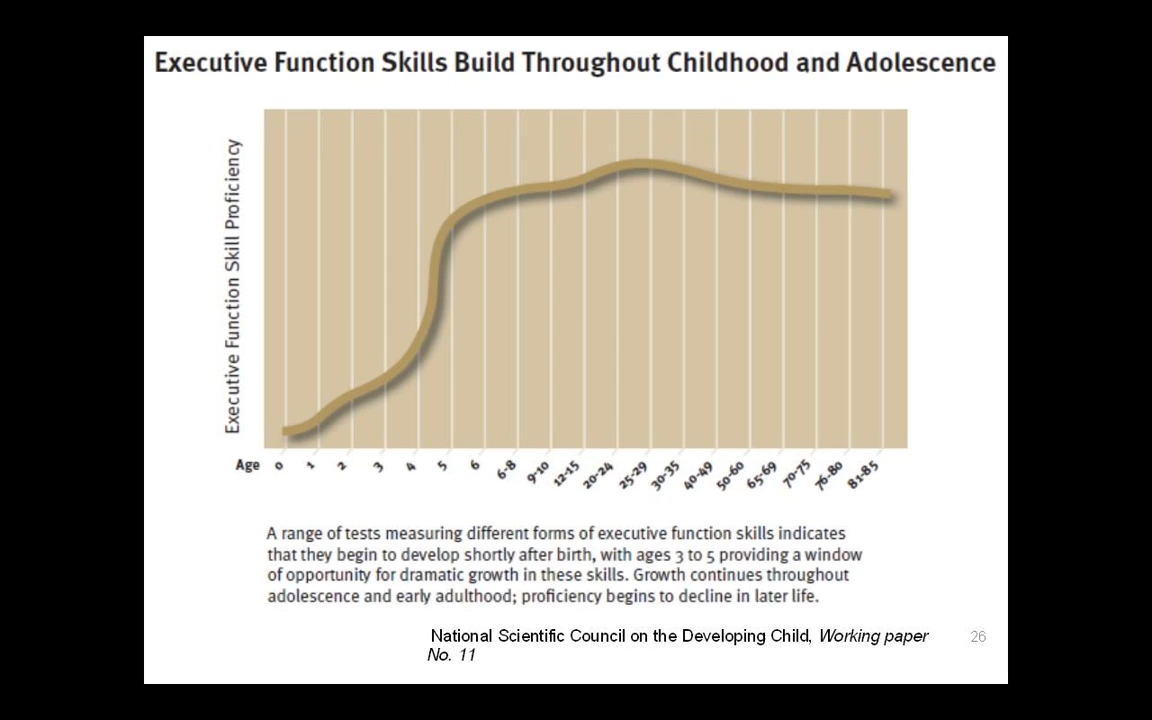 Executive Function Skills Build Throughout Childhood and Adolescence
Executive Function Skill Proficiency
Age 0 1 2 3 4 5 6 6-8 9-10 12-15 20-24 25-29 30-35 40-49 50-60 65-69 70-75 76-80 81-85
A range of tests measuring different forms of executive function skills indicates
that they begin to develop shortly after birth, with ages 3 to 5 providing a window
of opportunity for dramatic growth in these skills. Growth continues throughout
adolescence and early adulthood; proficiency begins to decline in later life.
National Scientific Council on the Developing Child, Working paper
No. 11
26